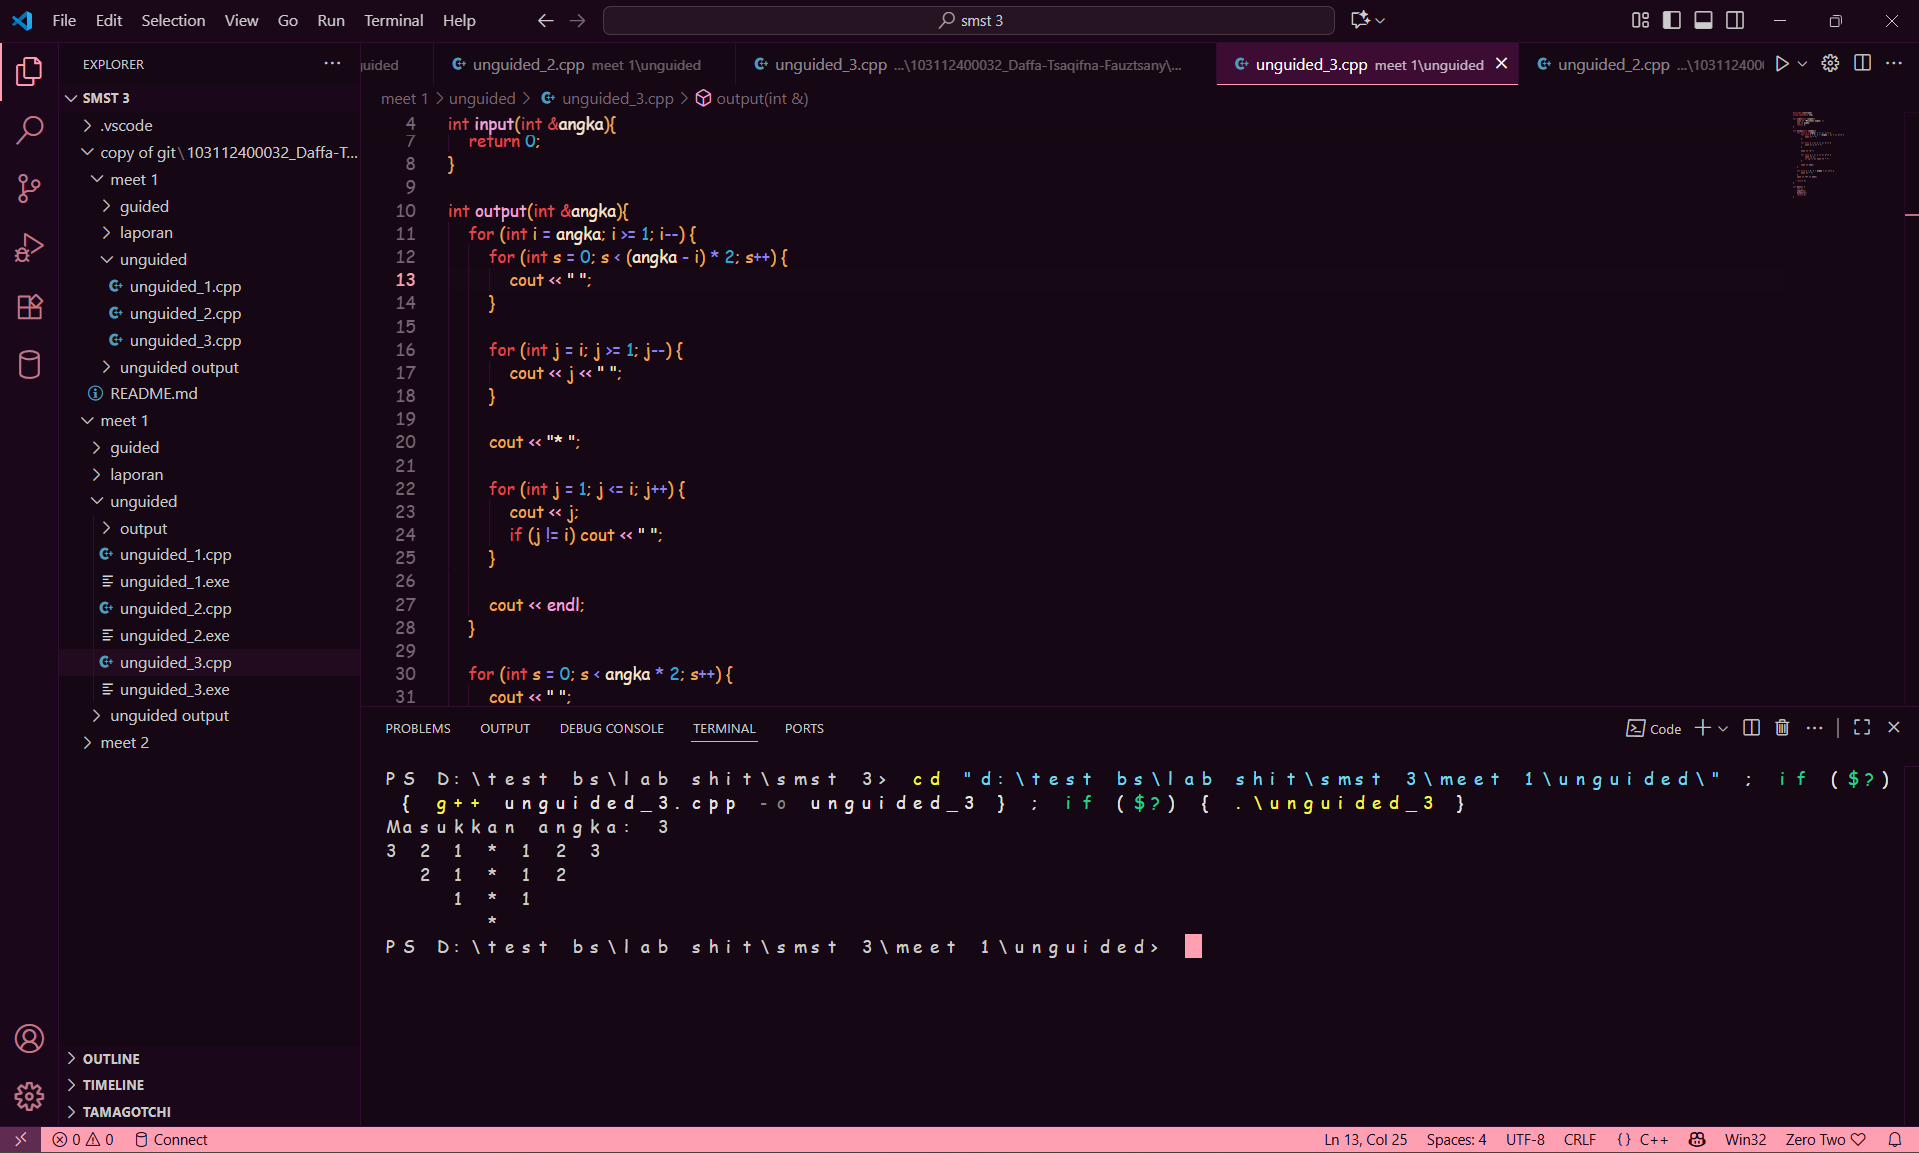 File Edit Selection View Go Run Terminal Help
smst 3
EXPLORER
SMST 3
.vscode
copy of git\103112400032_Daffa-T...
meet 1
guided
laporan
unguided
unguided_1.cpp
unguided_2.cpp
unguided_3.cpp
unguided output
README.md
meet 1
guided
laporan
unguided
output
unguided_1.cpp
unguided_1.exe
unguided_2.cpp
unguided_2.exe
unguided_3.cpp
unguided_3.exe
unguided output
meet 2
OUTLINE
TIMELINE
TAMAGOTCHI
unguided_2.cpp meet 1\unguided
unguided_3.cpp ...\103112400032_Daffa-Tsaqifna-Fauztsany\...
unguided_3.cpp meet 1\unguided
unguided_2.cpp
meet 1 > unguided > unguided_3.cpp > output(int &)
4 int input(int &angka){
7 return 0;
8 }
9
10 int output(int &angka){
11 for (int i = angka; i >= 1; i--) {
12 for (int s = 0; s < (angka - i) * 2; s++) {
13 cout << " ";
14 }
15
16 for (int j = i; j >= 1; j--) {
17 cout << j << " ";
18 }
19
20 cout << "* ";
21
22 for (int j = 1; j <= i; j++) {
23 cout << j;
24 if (j != i) cout << " ";
25 }
26
27 cout << endl;
28 }
29
30 for (int s = 0; s < angka * 2; s++) {
31 cout << " ";
PROBLEMS OUTPUT DEBUG CONSOLE TERMINAL PORTS
Code
PS D:\test bs\lab shit\smst 3> cd "d:\test bs\lab shit\smst 3\meet 1\unguided\" ; if ($?)
{ g++ unguided_3.cpp -o unguided_3 } ; if ($?) { .\unguided_3 }
Masukkan angka: 3
3 2 1 * 1 2 3
2 1 * 1 2
1 * 1
*
PS D:\test bs\lab shit\smst 3\meet 1\unguided>
0 0 Connect
Ln 13, Col 25 Spaces: 4 UTF-8 CRLF {} C++ Win32 Zero Two ♡